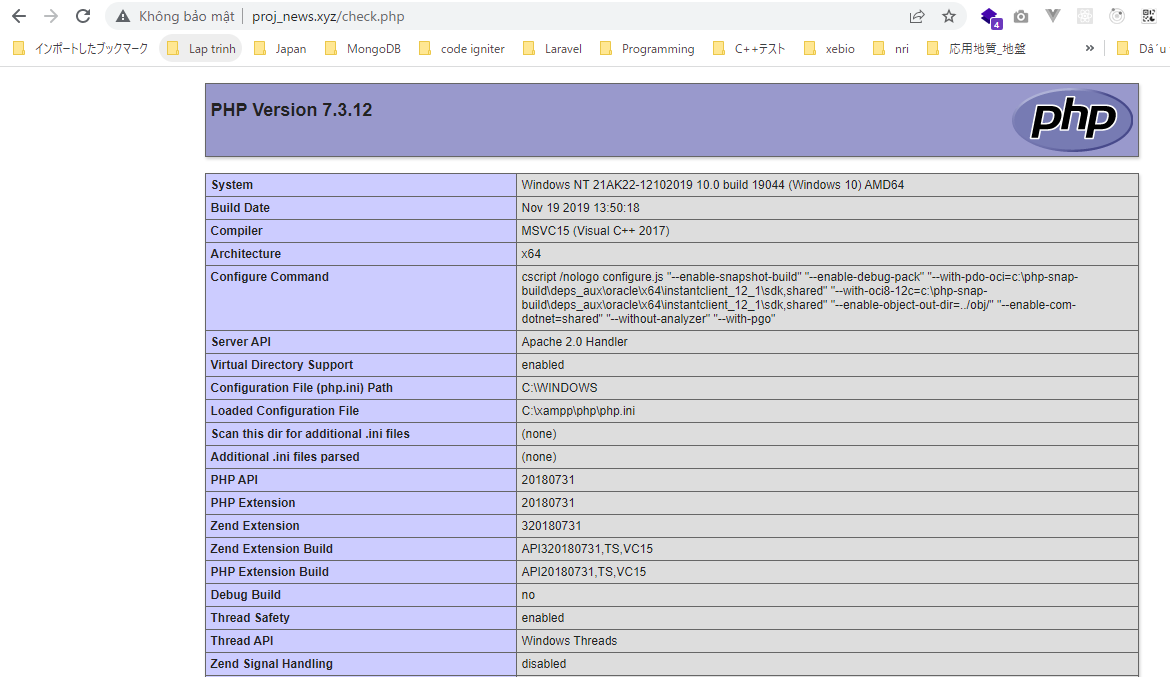 Không bảo mật | proj_news.xyz/check.php
4
インポートしたブックマーク Lap trinh Japan MongoDB code igniter Laravel Programming C++テスト xebio nri 応用地質_地盤 » Dâ´u
PHP Version 7.3.12
php
System Windows NT 21AK22-12102019 10.0 build 19044 (Windows 10) AMD64
Build Date Nov 19 2019 13:50:18
Compiler MSVC15 (Visual C++ 2017)
Architecture x64
Configure Command cscript /nologo configure.js "--enable-snapshot-build" "--enable-debug-pack" "--with-pdo-oci=c:\php-snap-
build\deps_aux\oracle\x64\instantclient_12_1\sdk,shared" "--with-oci8-12c=c:\php-snap-
build\deps_aux\oracle\x64\instantclient_12_1\sdk,shared" "--enable-object-out-dir=../obj/" "--enable-com-
dotnet=shared" "--without-analyzer" "--with-pgo"
Server API Apache 2.0 Handler
Virtual Directory Support enabled
Configuration File (php.ini) Path C:\WINDOWS
Loaded Configuration File C:\xampp\php\php.ini
Scan this dir for additional .ini files (none)
Additional .ini files parsed (none)
PHP API 20180731
PHP Extension 20180731
Zend Extension 320180731
Zend Extension Build API320180731,TS,VC15
PHP Extension Build API20180731,TS,VC15
Debug Build no
Thread Safety enabled
Thread API Windows Threads
Zend Signal Handling disabled